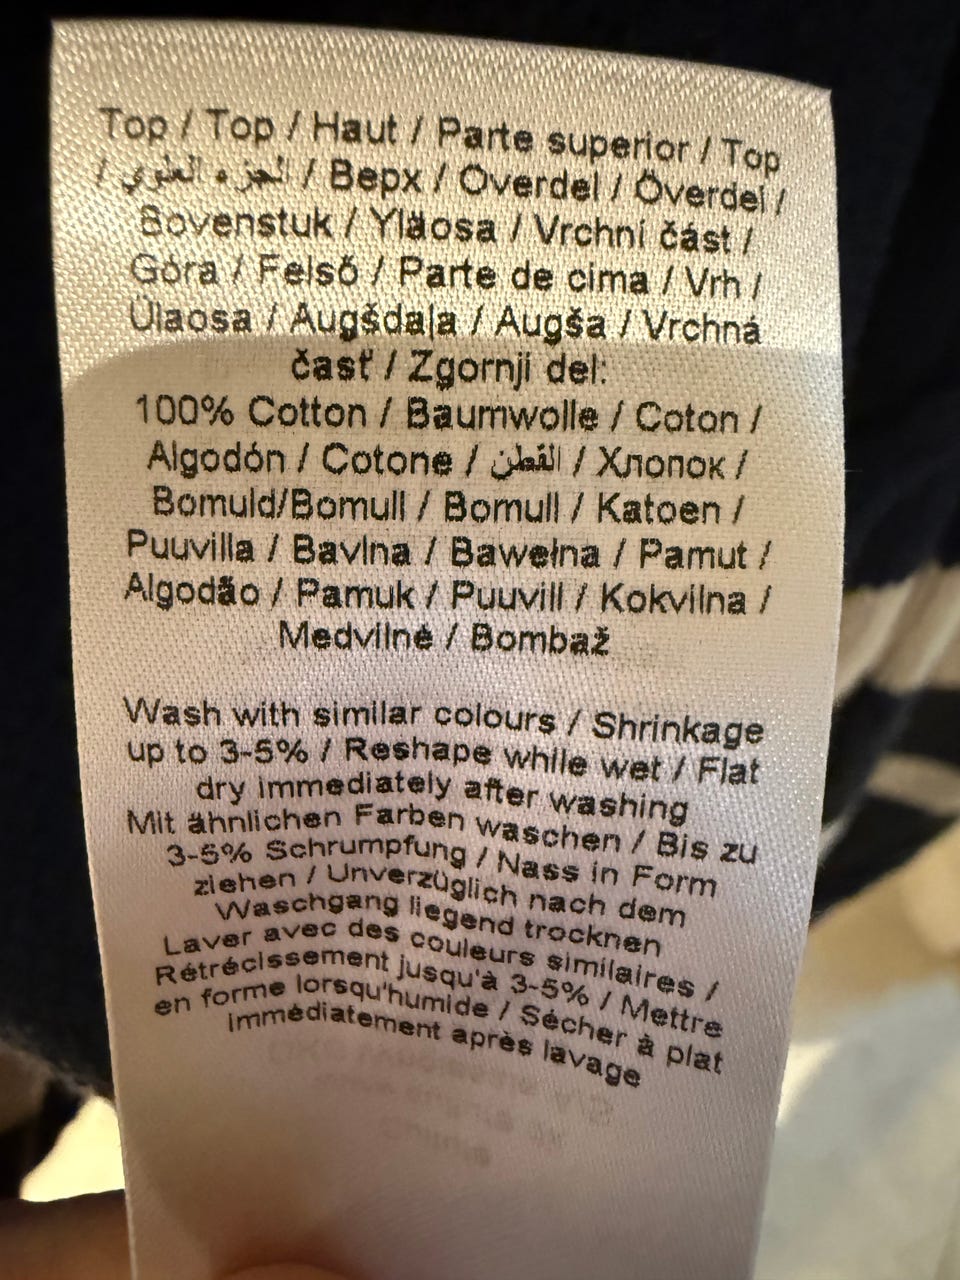 Top / Top / Haut / Parte superior / Top
/ الجزء العلوي / Верх / Overdel / Överdel /
Bovenstuk / Yläosa / Vrchní část /
Góra / Felső / Parte de cima / Vrh /
Ülaosa / Augšdaļa / Augša / Vrchná
časť / Zgornji del:
100% Cotton / Baumwolle / Coton /
Algodón / Cotone / القطن / Хлопок /
Bomuld/Bomull / Bomull / Katoen /
Puuvilla / Bavlna / Bawełna / Pamut /
Algodão / Pamuk / Puuvill / Kokvilna /
Medvilnė / Bombaž
Wash with similar colours / Shrinkage
up to 3-5% / Reshape while wet / Flat
dry immediately after washing
Mit ähnlichen Farben waschen / Bis zu
3-5% Schrumpfung / Nass in Form
ziehen / Unverzüglich nach dem
Waschgang liegend trocknen
Laver avec des couleurs similaires /
Rétrécissement jusqu'à 3-5% / Mettre
en forme lorsqu'humide / Sécher à plat
immédiatement après lavage